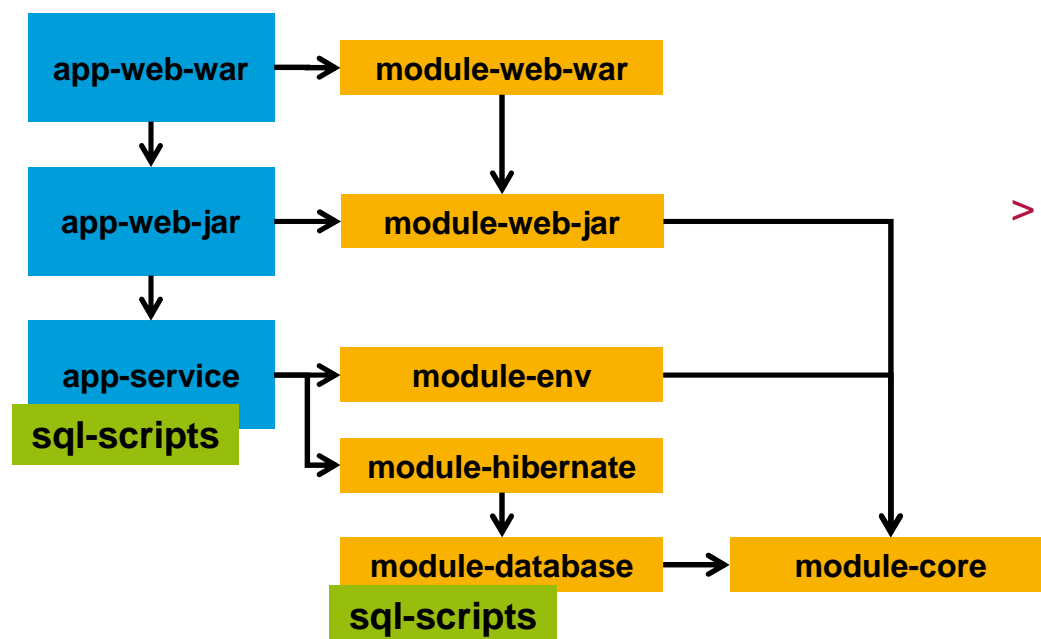 app-web-war
module-web-war
app-web-jar
module-web-jar
>
app-service
module-env
sql-scripts
module-hibernate
module-database
module-core
sql-scripts